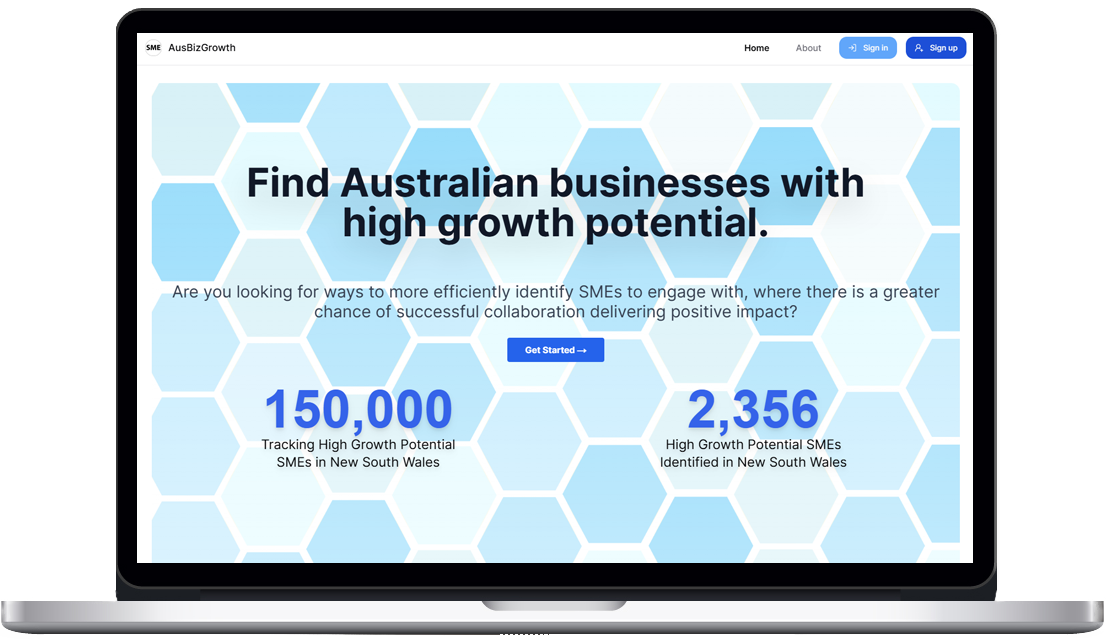 SME AusBizGrowth Home About Sign in Sign up
Find Australian businesses with
high growth potential.
Are you looking for ways to more efficiently identify SMEs to engage with, where there is a greater
chance of successful collaboration delivering positive impact?
Get Started →
150,000
Tracking High Growth Potential
SMEs in New South Wales
2,356
High Growth Potential SMEs
Identified in New South Wales